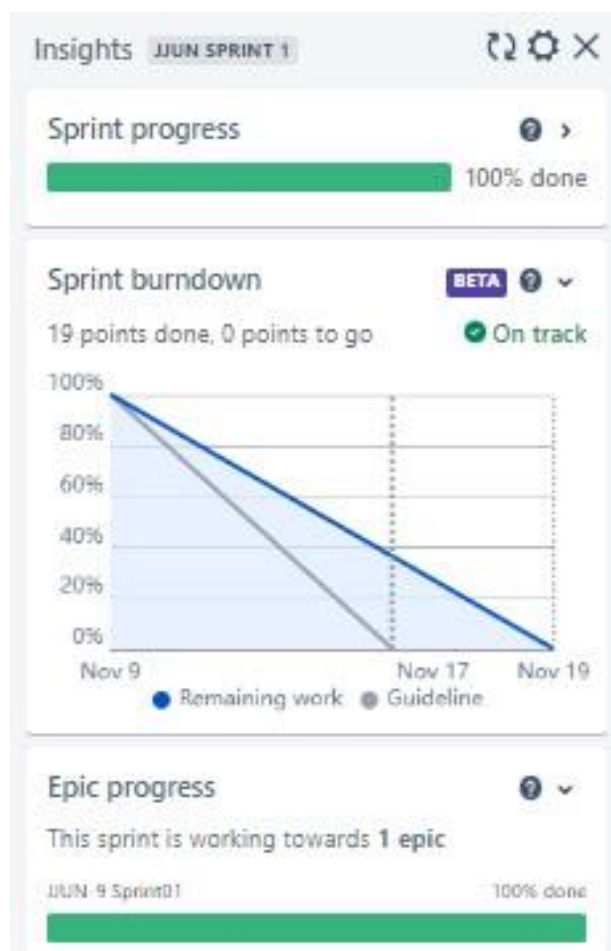 Insights JJUN SPRINT 1
Sprint progress
100% done
Sprint burndown BETA
19 points done, 0 points to go On track
100%
80%
60%
40%
20%
0%
Nov 9 Nov 17 Nov 19
Remaining work Guideline
Epic progress
This sprint is working towards 1 epic
JJUN-9 Sprint01 100% done